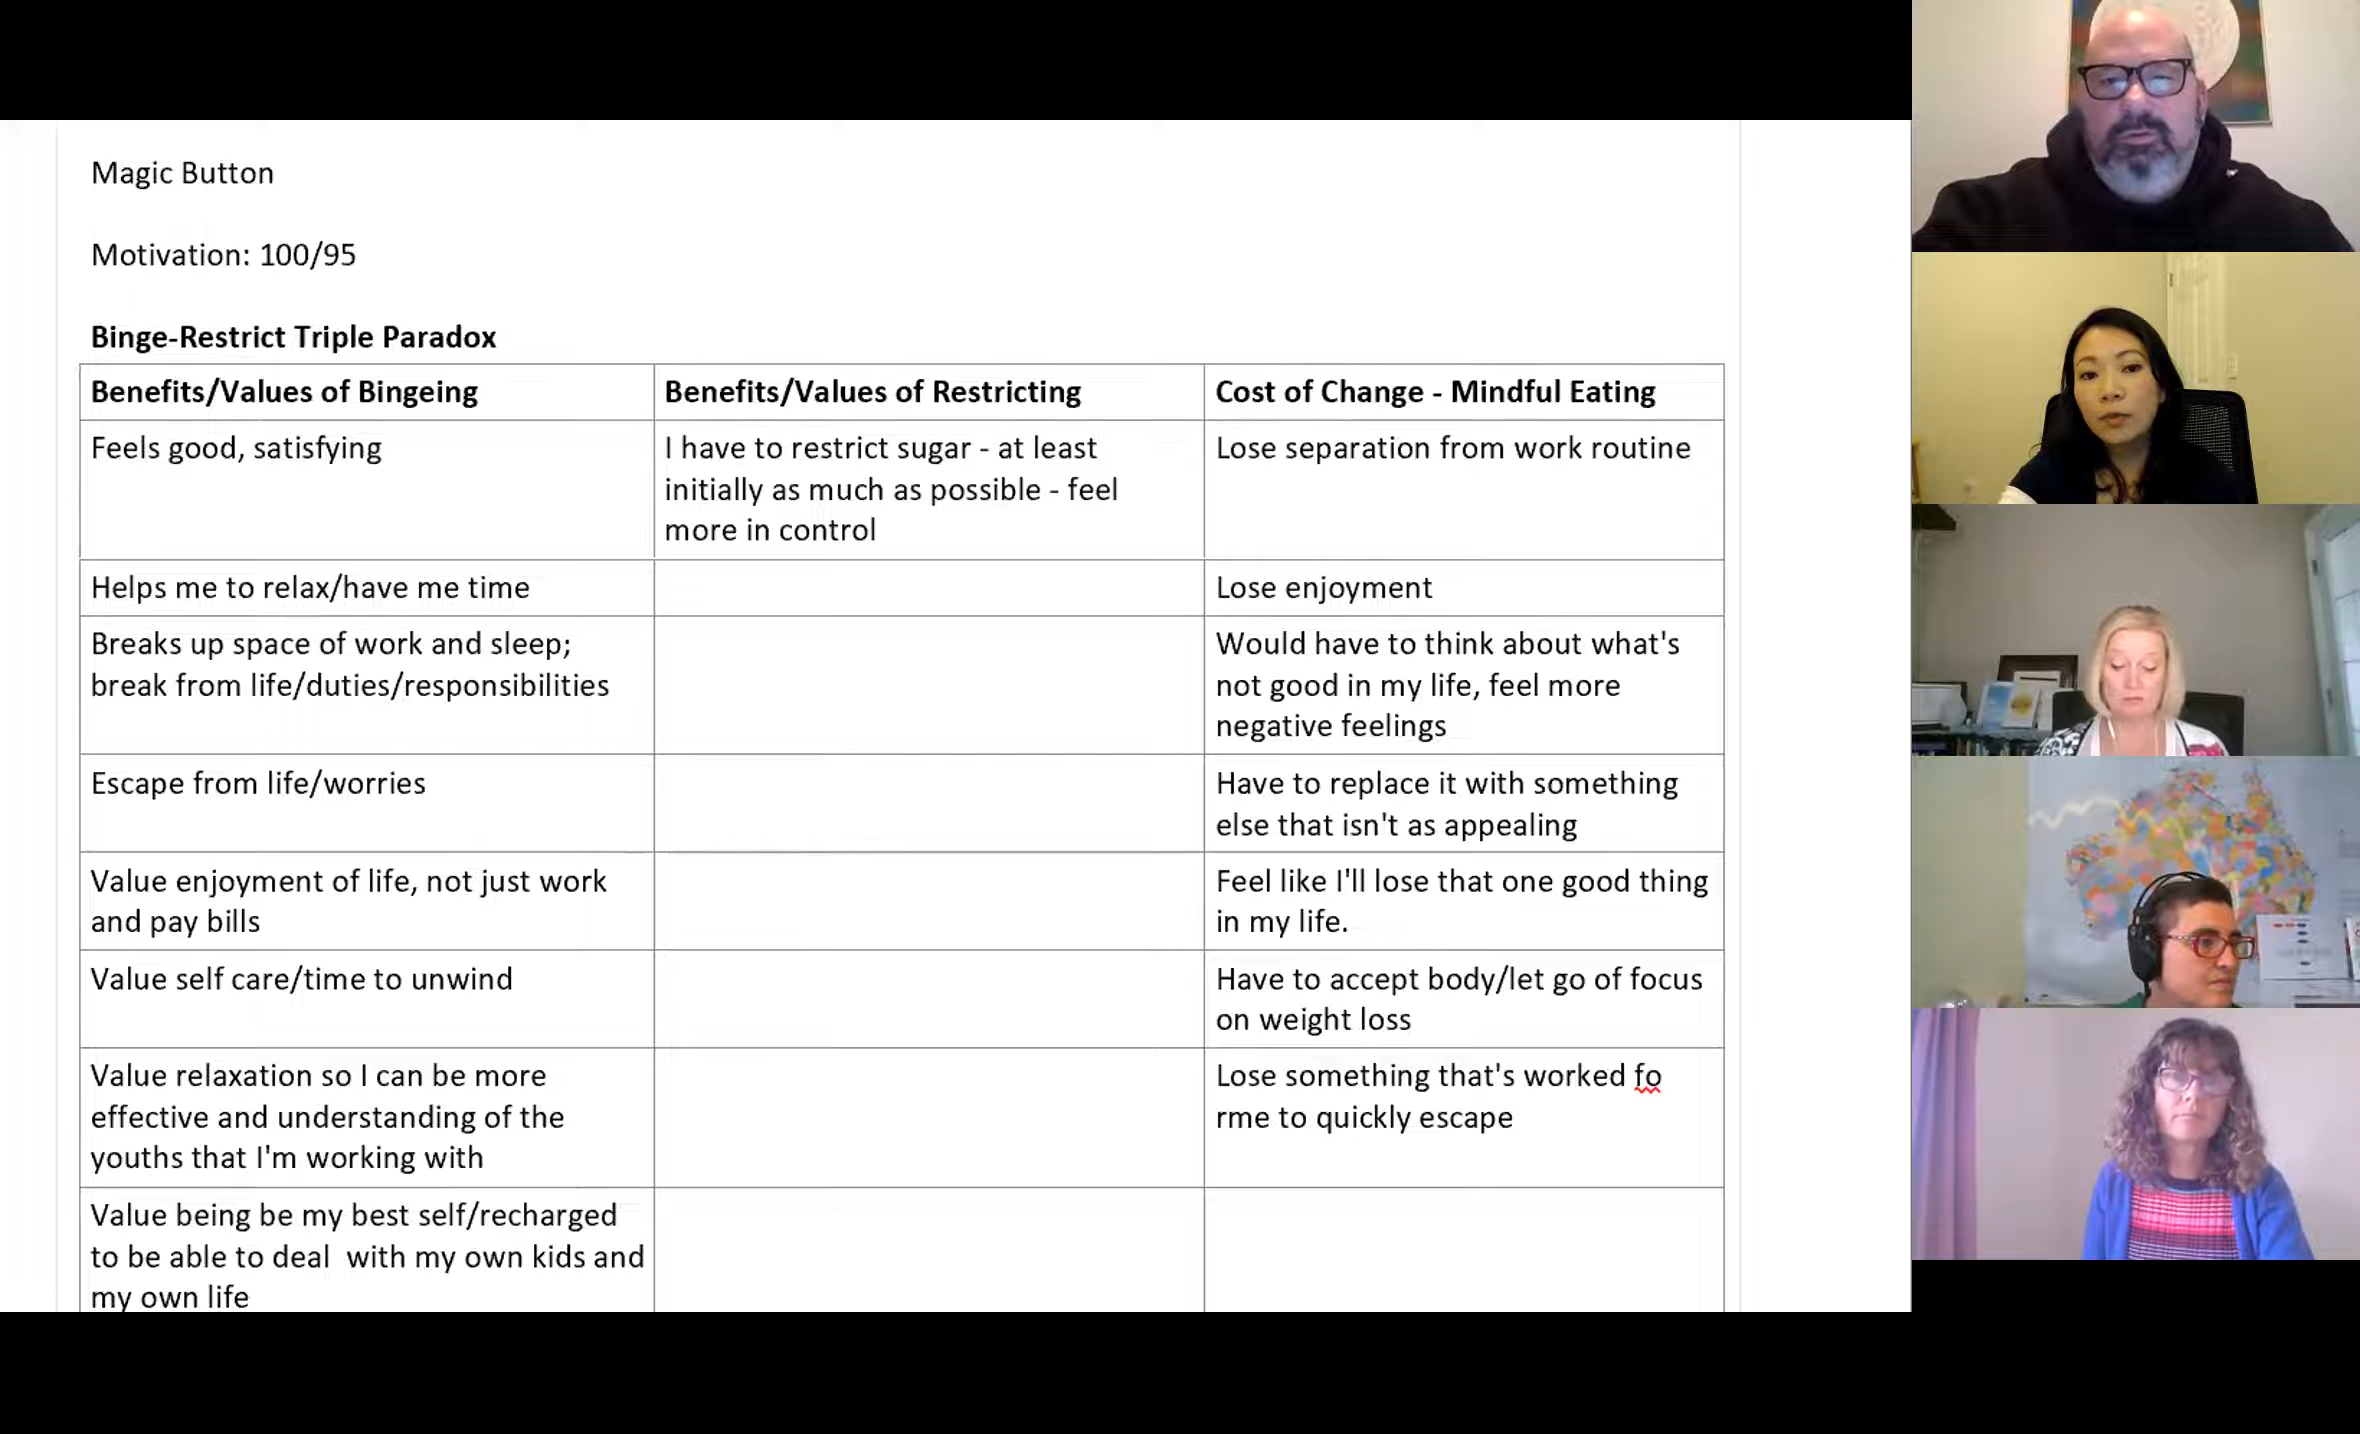 Magic Button
Motivation: 100/95
Binge-Restrict Triple Paradox
Benefits/Values of Bingeing
Benefits/Values of Restricting
Cost of Change - Mindful Eating
Feels good, satisfying
I have to restrict sugar - at least
initially as much as possible - feel
more in control
Lose separation from work routine
Helps me to relax/have me time
Lose enjoyment
Breaks up space of work and sleep;
break from life/duties/responsibilities
Would have to think about what's
not good in my life, feel more
negative feelings
Escape from life/worries
Have to replace it with something
else that isn't as appealing
Value enjoyment of life, not just work
and pay bills
Feel like I'll lose that one good thing
in my life.
Value self care/time to unwind
Have to accept body/let go of focus
on weight loss
Value relaxation so I can be more
effective and understanding of the
youths that I'm working with
Lose something that's worked fo
rme to quickly escape
Value being be my best self/recharged
to be able to deal  with my own kids and
my own life